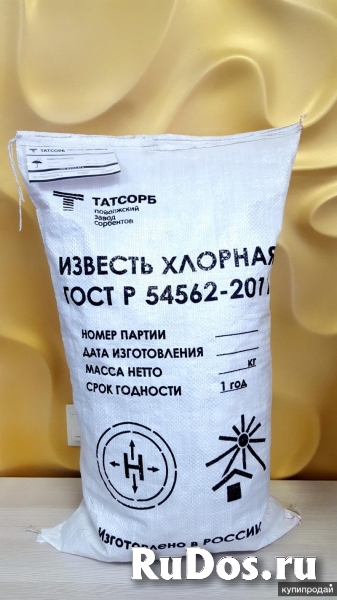 ТАТСОРБ
ТАТСОРБ
поволжский
завод
сорбентов
ИЗВЕСТЬ ХЛОРНАЯ
ГОСТ Р 54562-2011
НОМЕР ПАРТИИ
ДАТА ИЗГОТОВЛЕНИЯ
МАССА НЕТТО кг
СРОК ГОДНОСТИ 1 год
Н
Изготовлено в РОССИИ
RuDos.ru
купипродай